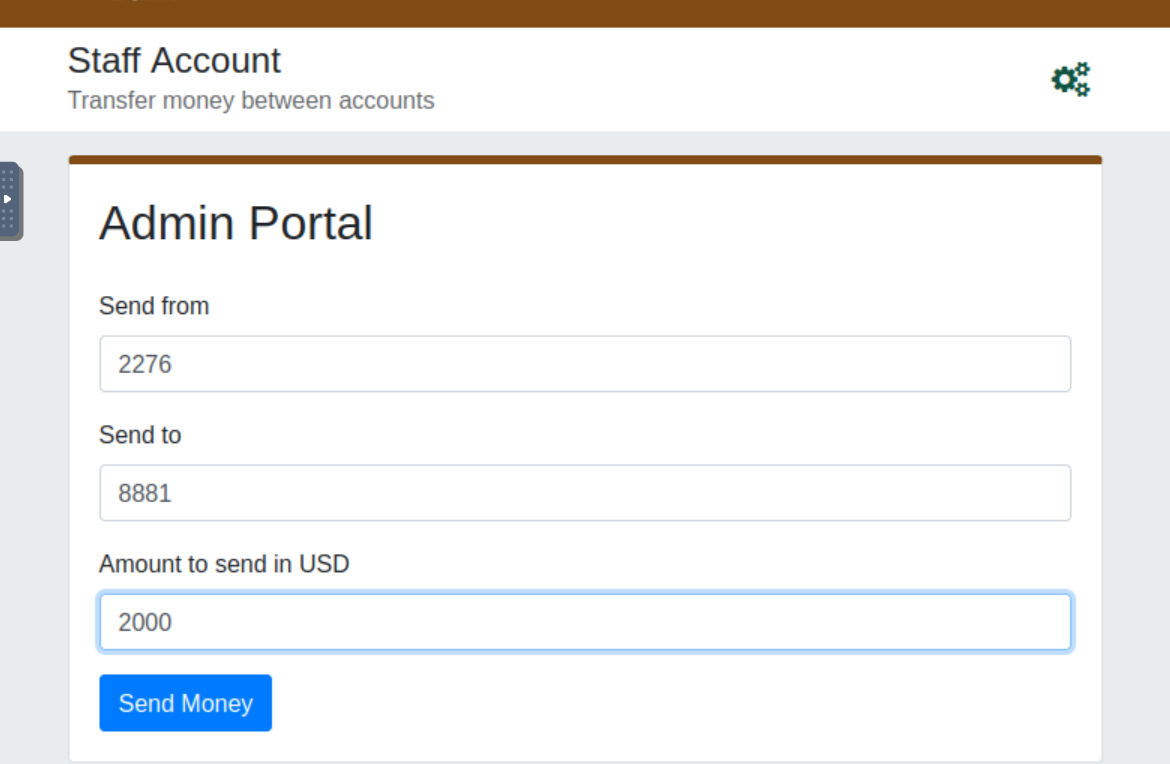 Staff Account
Transfer money between accounts
Admin Portal
Send from
2276
Send to
8881
Amount to send in USD
2000
Send Money